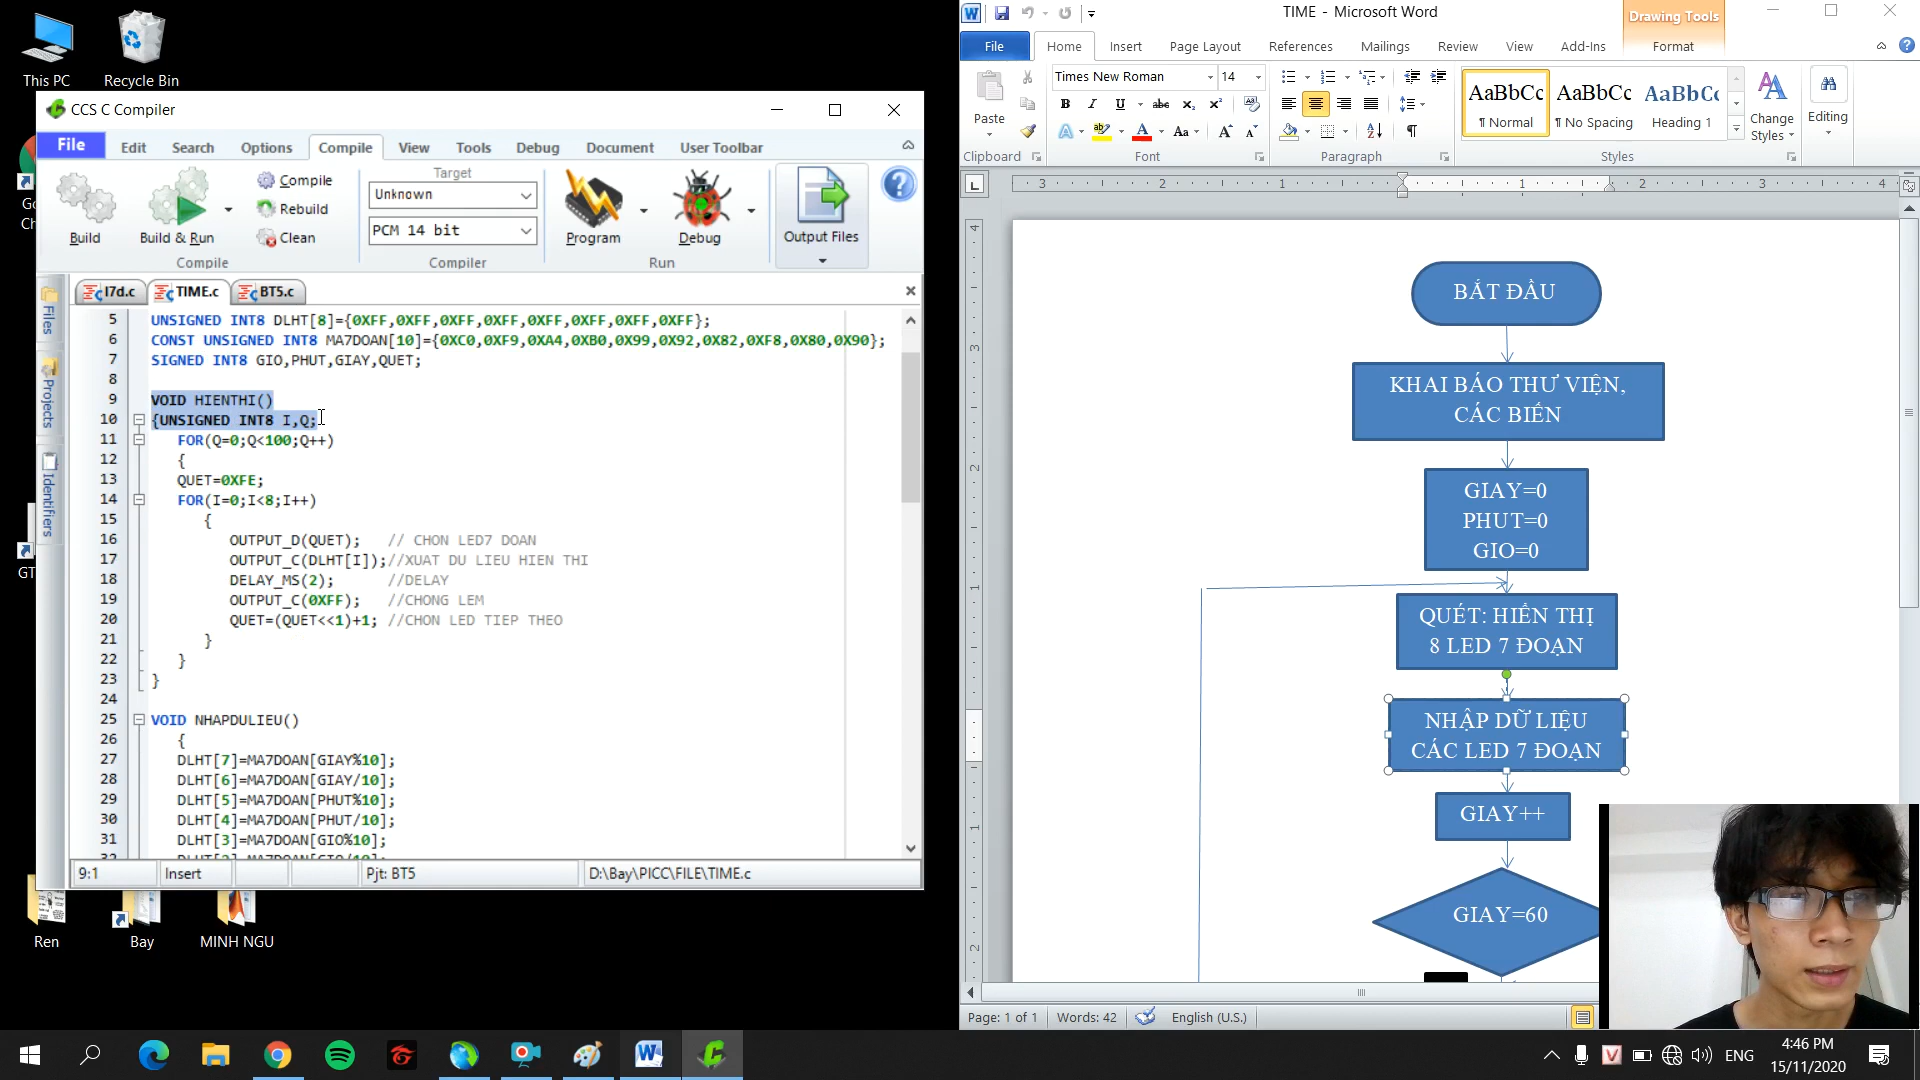 This PC
Recycle Bin
CCS C Compiler
File
Edit
Search
Options
Compile
View
Tools
Debug
Document
User Toolbar
Build
Build & Run
Compile
Rebuild
Clean
Compile
Target
Unknown
PCM 14 bit
Compiler
Program
Debug
Run
Output Files
I7d.c
TIME.c
BT5.c
Files
Projects
Identifiers
5 UNSIGNED INT8 DLHT[8]={0XFF,0XFF,0XFF,0XFF,0XFF,0XFF,0XFF,0XFF};
6 CONST UNSIGNED INT8 MA7DOAN[10]={0XC0,0XF9,0XA4,0XB0,0X99,0X92,0X82,0XF8,0X80,0X90};
7 SIGNED INT8 GIO,PHUT,GIAY,QUET;
8
9 VOID HIENTHI()
10 {UNSIGNED INT8 I,Q;
11 FOR(Q=0;Q<100;Q++)
12 {
13 QUET=0XFE;
14 FOR(I=0;I<8;I++)
15 {
16 OUTPUT_D(QUET); // CHON LED7 DOAN
17 OUTPUT_C(DLHT[I]);//XUAT DU LIEU HIEN THI
18 DELAY_MS(2); //DELAY
19 OUTPUT_C(0XFF); //CHONG LEM
20 QUET=(QUET<<1)+1; //CHON LED TIEP THEO
21 }
22 }
23 }
24
25 VOID NHAPDULIEU()
26 {
27 DLHT[7]=MA7DOAN[GIAY%10];
28 DLHT[6]=MA7DOAN[GIAY/10];
29 DLHT[5]=MA7DOAN[PHUT%10];
30 DLHT[4]=MA7DOAN[PHUT/10];
31 DLHT[3]=MA7DOAN[GIO%10];
9:1
Insert
Pjt: BT5
D:\Bay\PICC\FILE\TIME.c
Ren
Bay
MINH NGU
TIME - Microsoft Word
Drawing Tools
File
Home
Insert
Page Layout
References
Mailings
Review
View
Add-Ins
Format
Paste
Clipboard
Times New Roman
14
Font
Paragraph
AaBbCc
¶ Normal
AaBbCc
¶ No Spacing
AaBbC
Heading 1
Change
Styles
Styles
Editing
BẮT ĐẦU
KHAI BÁO THƯ VIỆN,
CÁC BIẾN
GIAY=0
PHUT=0
GIO=0
QUÉT: HIỂN THỊ
8 LED 7 ĐOẠN
NHẬP DỮ LIỆU
CÁC LED 7 ĐOẠN
GIAY++
GIAY=60
Page: 1 of 1
Words: 42
English (U.S.)
ENG
4:46 PM
15/11/2020